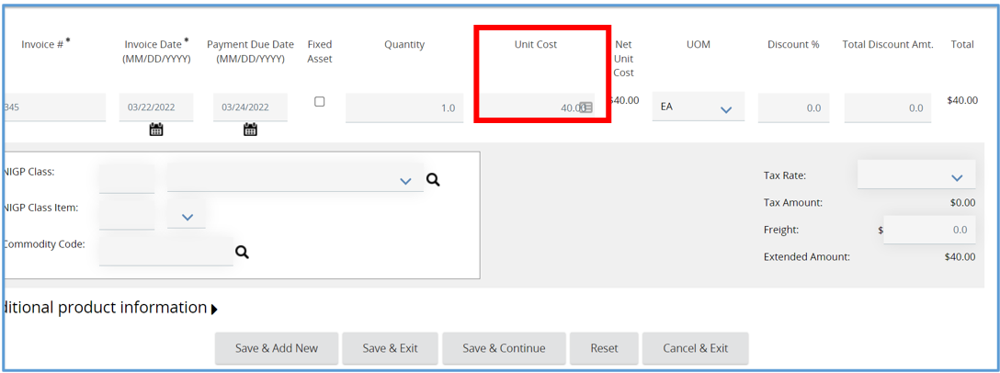 Invoice #* Invoice Date* Payment Due Date Fixed Quantity Unit Cost Net UOM Discount % Total Discount Amt. Total
(MM/DD/YYYY) (MM/DD/YYYY) Asset Unit
Cost
345 03/22/2022 03/24/2022 1.0 $40.00 EA 0.0 0.0 $40.00
NIGP Class: Tax Rate:
NIGP Class Item: Tax Amount: $0.00
Commodity Code: Freight: $ 0.0
Extended Amount: $40.00
ditional product information
Save & Add New Save & Exit Save & Continue Reset Cancel & Exit